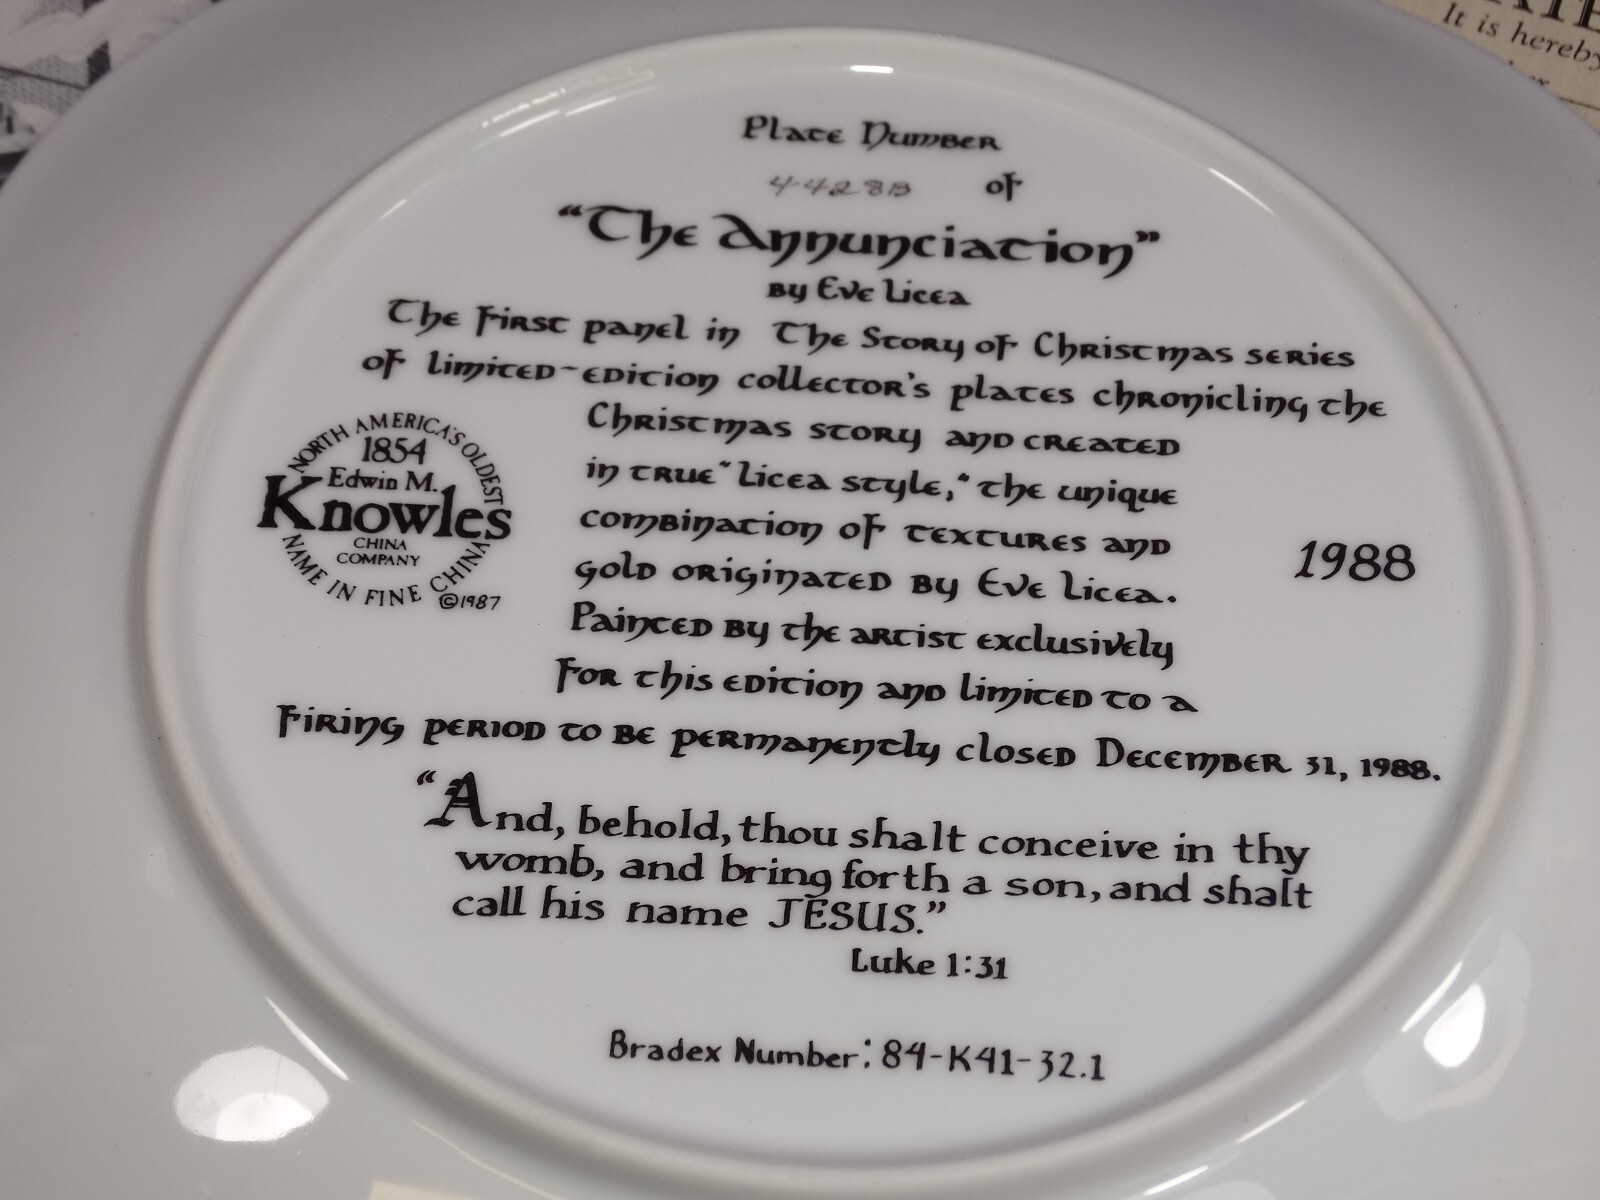 It is hereby
Plate Number
4428B of
"The Annunciation"
by Eve Licea
The first panel in The Story of Christmas series
of limited-edition collector's plates chronicling the
Christmas story and created
in true "Licea style," the unique
combination of textures and
gold originated by Eve Licea.
Painted by the artist exclusively
for this edition and limited to a
firing period to be permanently closed December 31, 1988.
NORTH AMERICA'S OLDEST
1854
Edwin M.
Knowles
CHINA
COMPANY
NAME IN FINE CHINA
©1987
1988
"And, behold, thou shalt conceive in thy
womb, and bring forth a son, and shalt
call his name JESUS."
Luke 1:31
Bradex Number: 84-K41-32.1